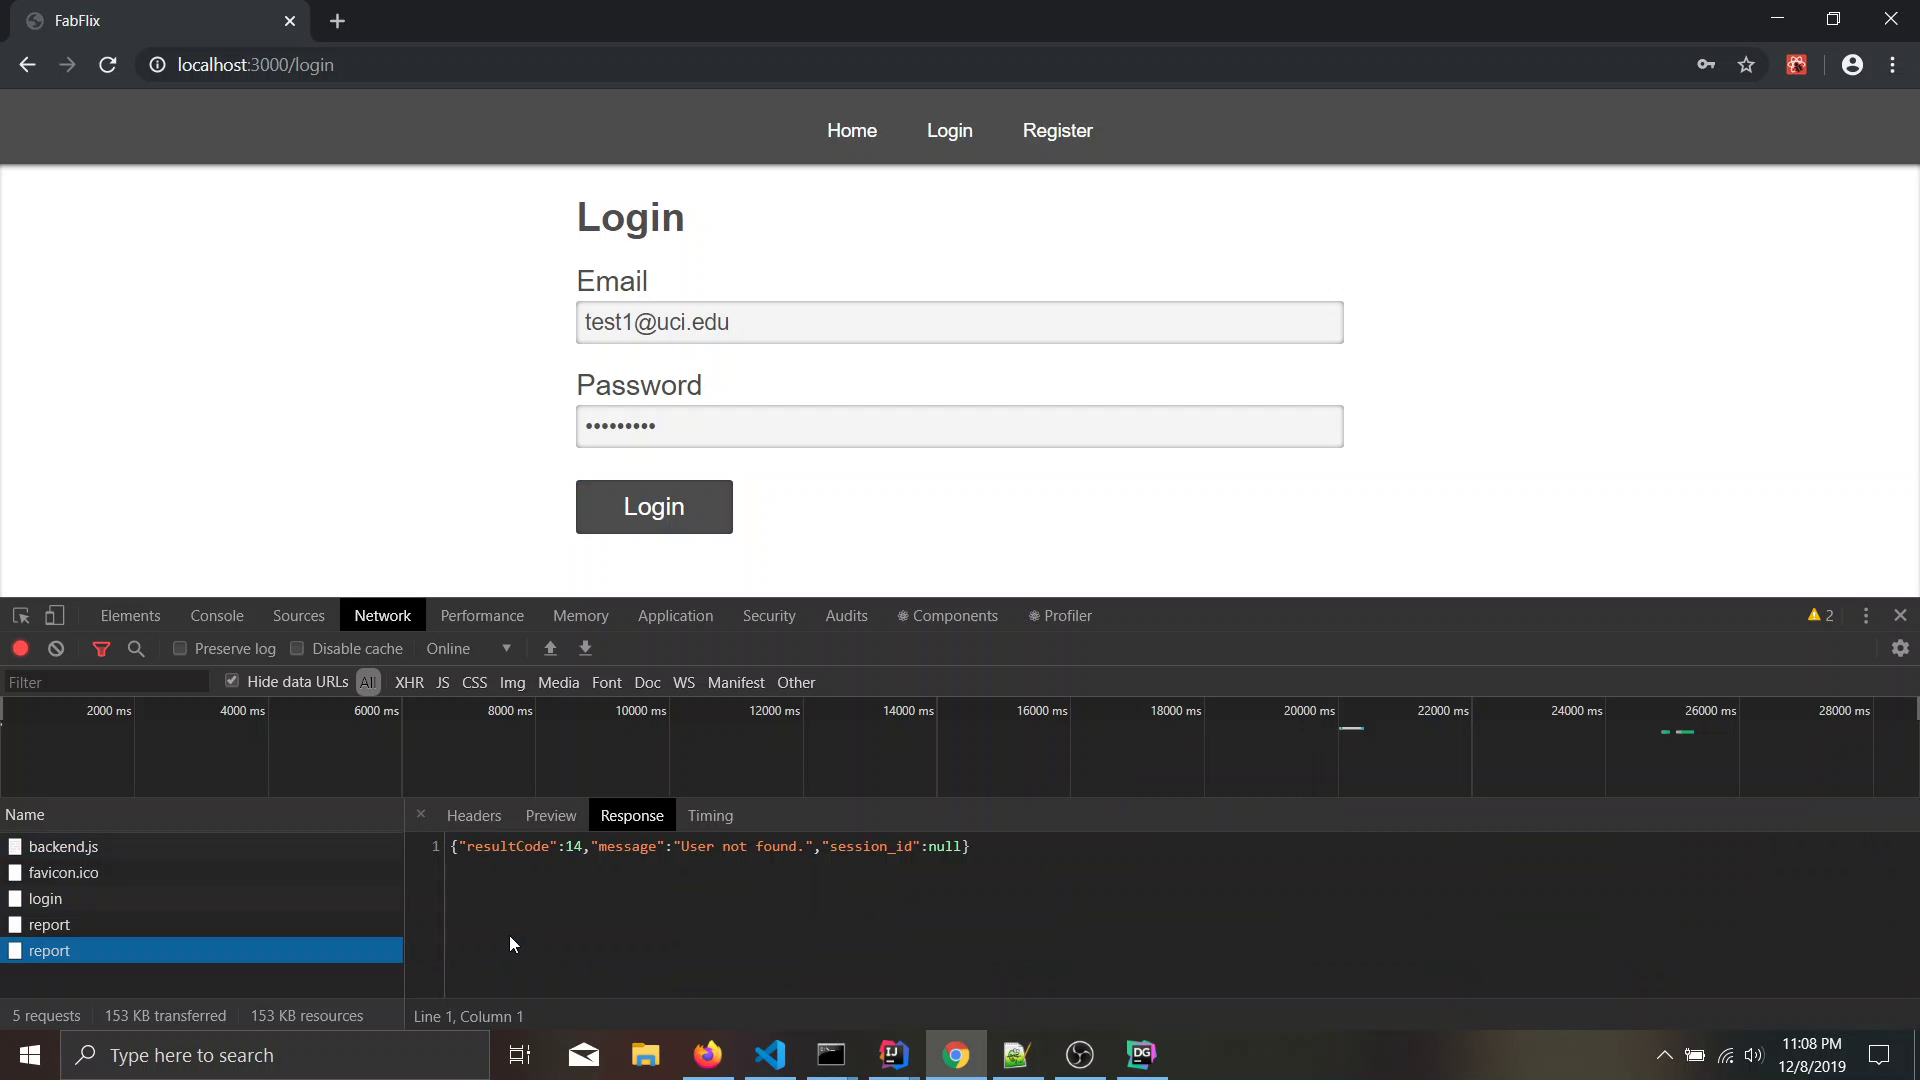 FabFlix
localhost:3000/login
Home Login Register
Login
Email
test1@uci.edu
Password
•••••••••
Login
Elements Console Sources Network Performance Memory Application Security Audits Components Profiler 2
Preserve log Disable cache Online
Filter Hide data URLs All XHR JS CSS Img Media Font Doc WS Manifest Other
2000 ms 4000 ms 6000 ms 8000 ms 10000 ms 12000 ms 14000 ms 16000 ms 18000 ms 20000 ms 22000 ms 24000 ms 26000 ms 28000 ms
Name Headers Preview Response Timing
backend.js 1 {"resultCode":14,"message":"User not found.","session_id":null}
favicon.ico
login
report
report
5 requests 153 KB transferred 153 KB resources Line 1, Column 1
Type here to search IJ DG 11:08 PM
12/8/2019